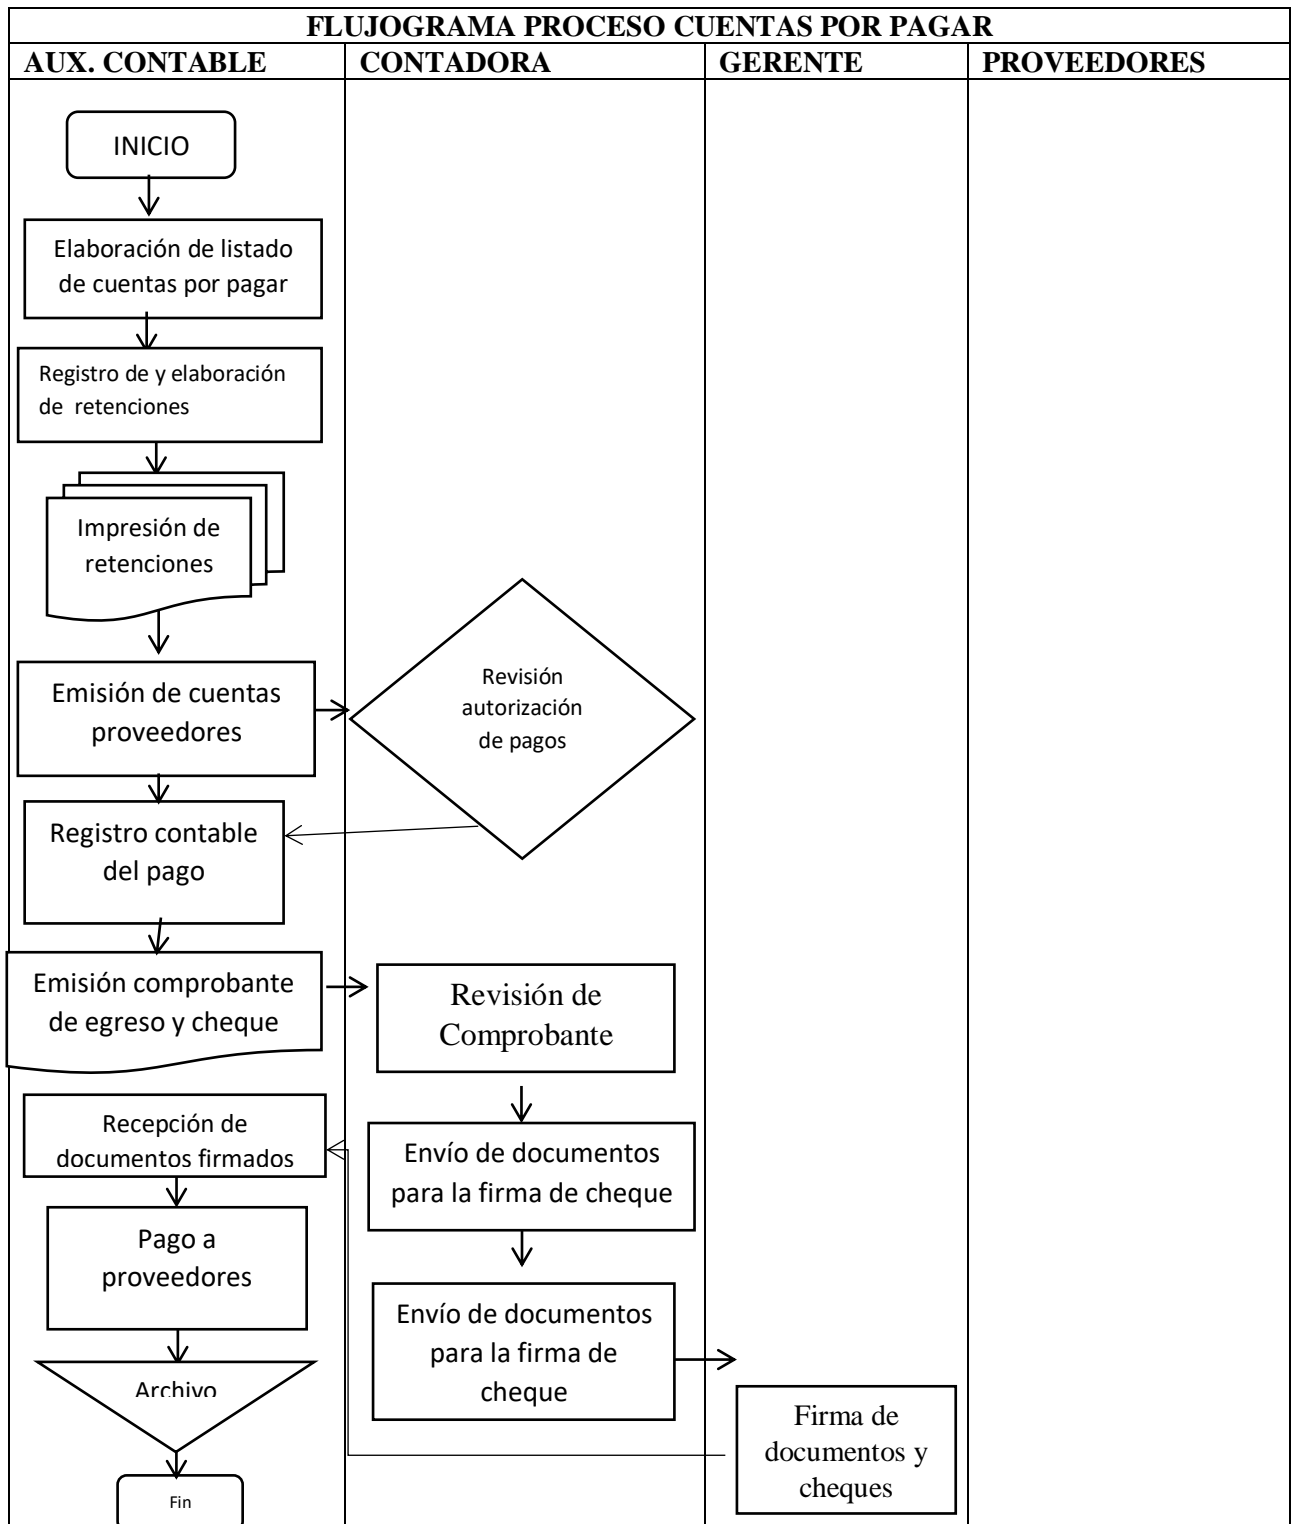 FLUJOGRAMA PROCESO CUENTAS POR PAGAR
AUX. CONTABLE
CONTADORA
GERENTE
PROVEEDORES
INICIO
Elaboración de listado
de cuentas por pagar
Registro de y elaboración
de retenciones
Impresión de
retenciones
Emisión de cuentas
proveedores
Revisión
autorización
de pagos
Registro contable
del pago
Emisión comprobante
de egreso y cheque
Revisión de
Comprobante
Recepción de
documentos firmados
Envío de documentos
para la firma de cheque
Pago a
proveedores
Envío de documentos
para la firma de
cheque
Archivo
Firma de
documentos y
cheques
Fin